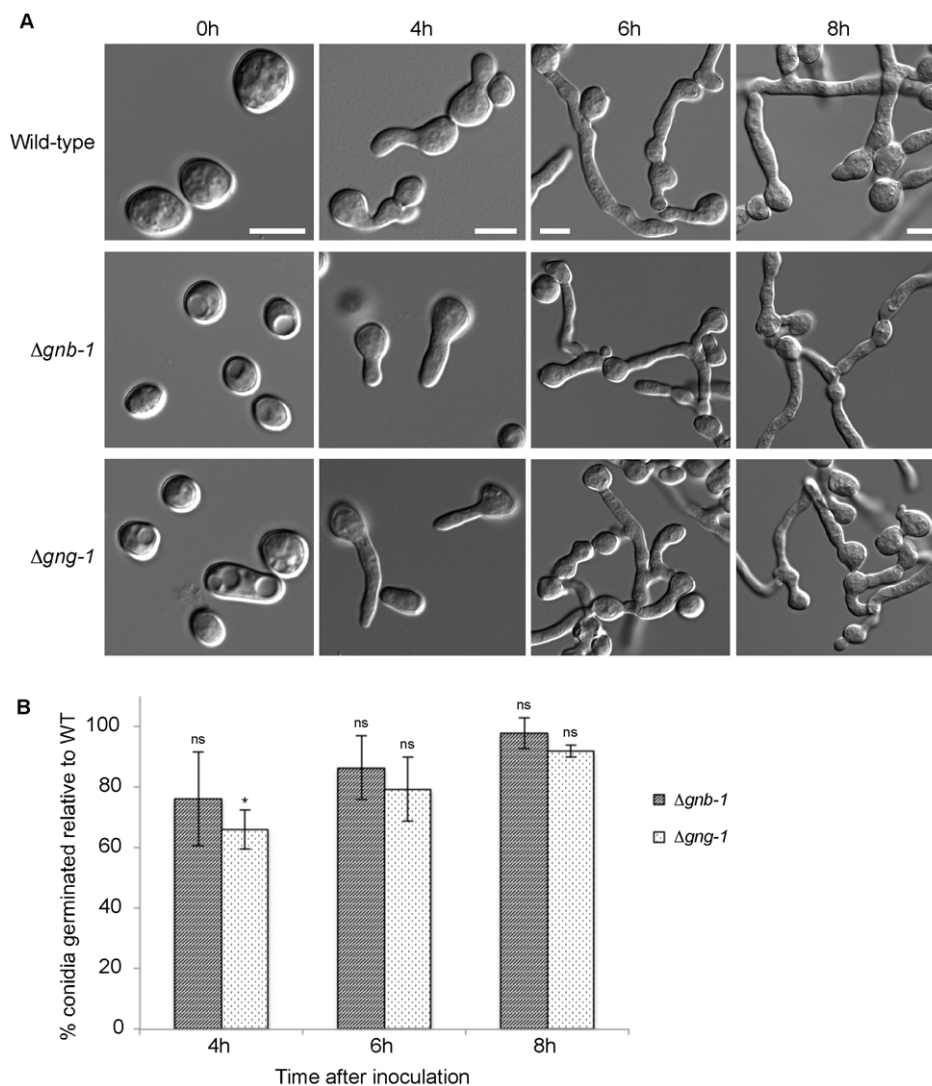 A
0h 4h 6h 8h
Wild-type
Δgnb-1
Δgng-1
B
% conidia germinated relative to WT
100
80
60
40
20
0
ns * ns ns ns ns
4h 6h 8h
Time after inoculation
Δgnb-1
Δgng-1